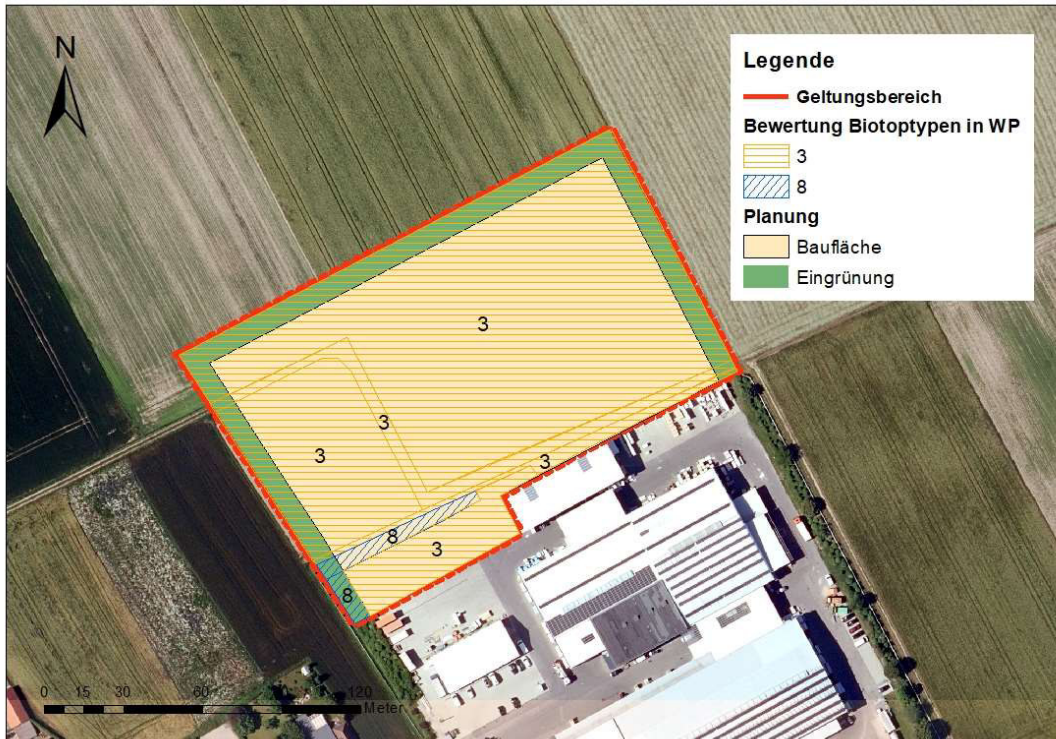 N
Legende
Geltungsbereich
Bewertung Biotoptypen in WP
3
8
Planung
Baufläche
Eingrünung
3
3
3
3
8
3
8
0 15 30 60 120
Meter